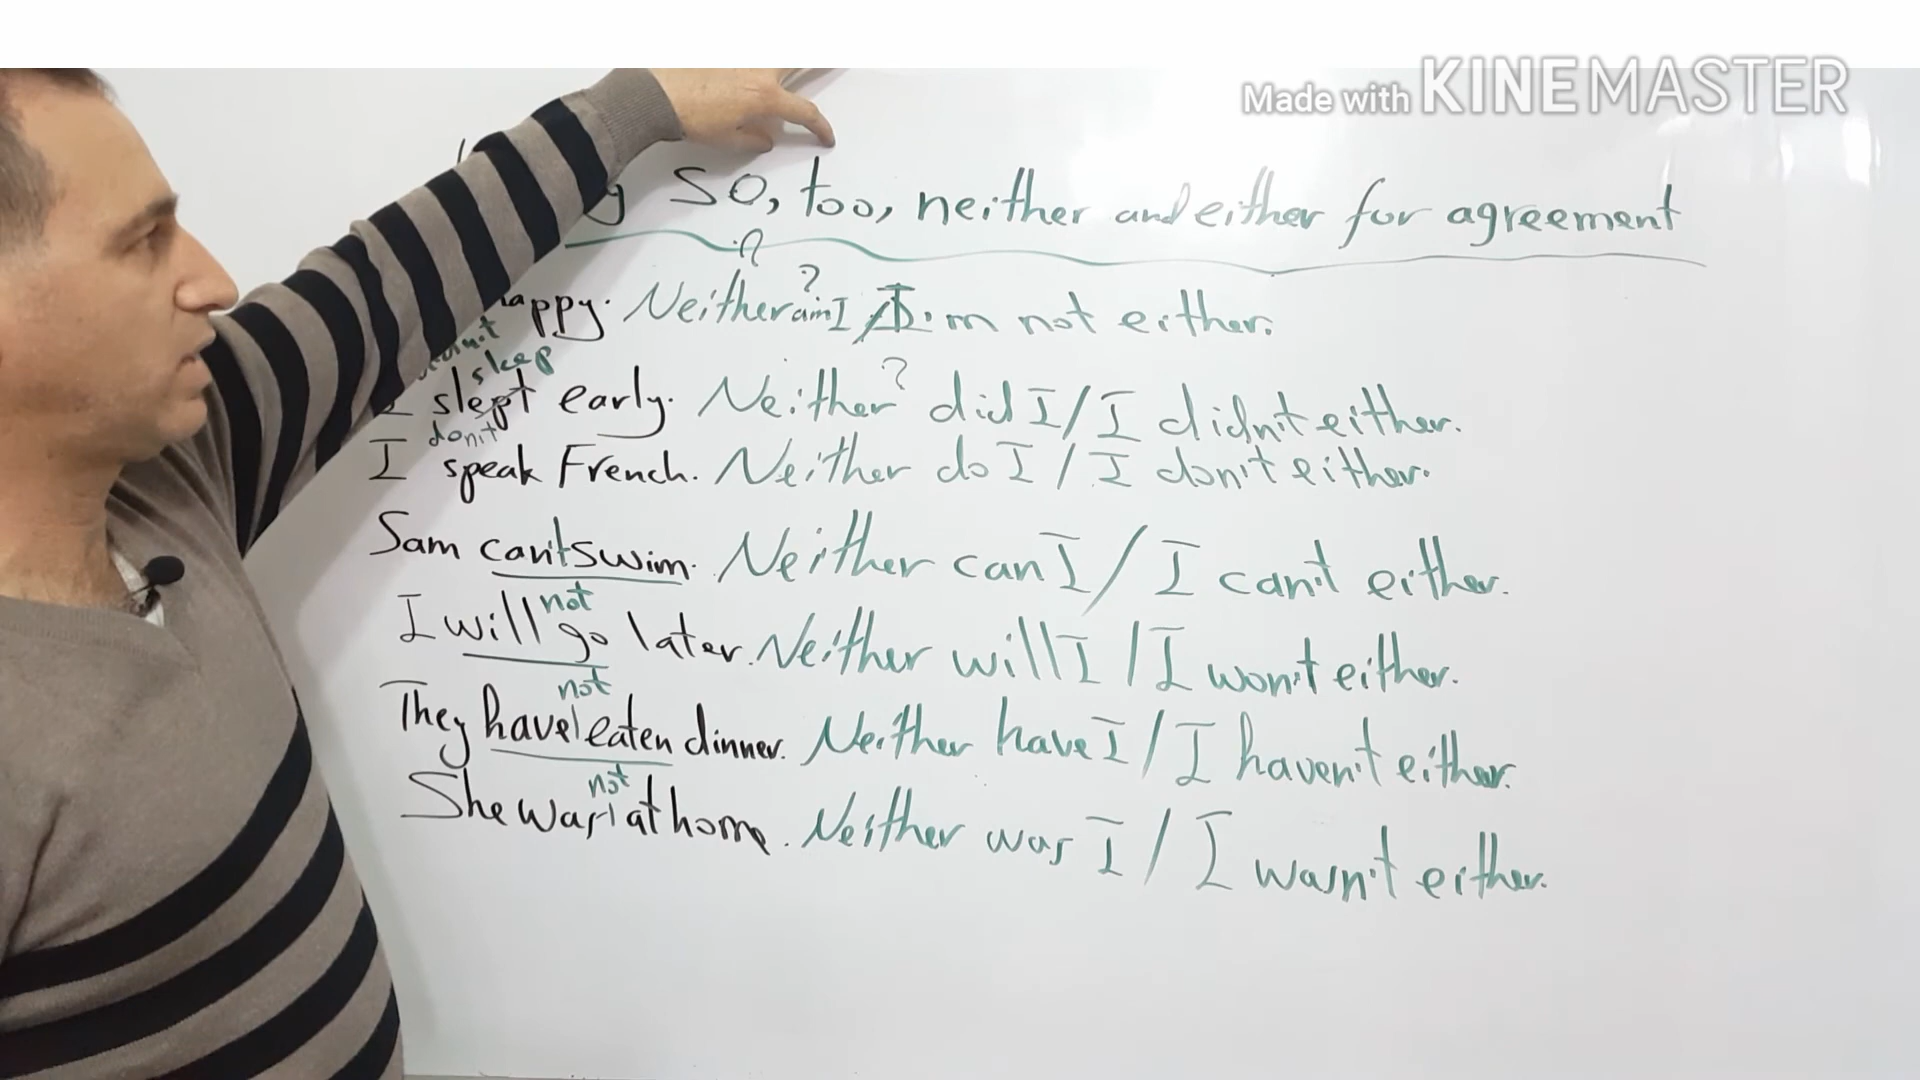 Made with KINEMASTER
so, too, neither and either for agreement
happy. Neither am I / I'm not either.
?
didn't
sleep
I slept early. Neither did I / I didn't either.
?
don't
I speak French. Neither do I / I don't either.
Sam can't swim. Neither can I / I can't either.
not
I will go later. Neither will I / I won't either.
not
They have eaten dinner. Neither have I / I haven't either.
not
She was at home. Neither was I / I wasn't either.